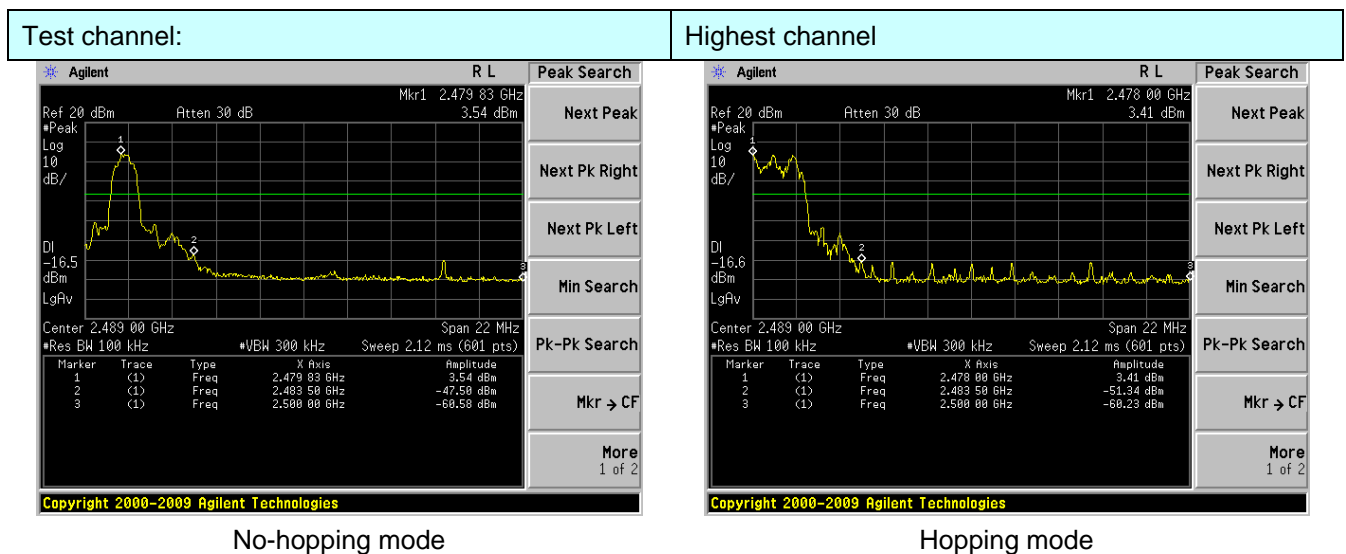 Test channel:
Highest channel
Agilent R L
Peak Search
Mkr1 2.479 83 GHz
Ref 20 dBm Atten 30 dB 3.54 dBm
#Peak
Log
10
dB/
1
2
3
DI
-16.5
dBm
LgAv
Center 2.489 00 GHz Span 22 MHz
#Res BW 100 kHz #VBW 300 kHz Sweep 2.12 ms (601 pts)
Marker Trace Type X Axis Amplitude
1 (1) Freq 2.479 83 GHz 3.54 dBm
2 (1) Freq 2.483 50 GHz -47.50 dBm
3 (1) Freq 2.500 00 GHz -60.58 dBm
Next Peak
Next Pk Right
Next Pk Left
Min Search
Pk-Pk Search
Mkr → CF
More
1 of 2
Copyright 2000-2009 Agilent Technologies
No-hopping mode
Agilent R L
Peak Search
Mkr1 2.478 00 GHz
Ref 20 dBm Atten 30 dB 3.41 dBm
#Peak
Log
10
dB/
1
2
3
DI
-16.6
dBm
LgAv
Center 2.489 00 GHz Span 22 MHz
#Res BW 100 kHz #VBW 300 kHz Sweep 2.12 ms (601 pts)
Marker Trace Type X Axis Amplitude
1 (1) Freq 2.478 00 GHz 3.41 dBm
2 (1) Freq 2.483 50 GHz -51.34 dBm
3 (1) Freq 2.500 00 GHz -60.23 dBm
Next Peak
Next Pk Right
Next Pk Left
Min Search
Pk-Pk Search
Mkr → CF
More
1 of 2
Copyright 2000-2009 Agilent Technologies
Hopping mode